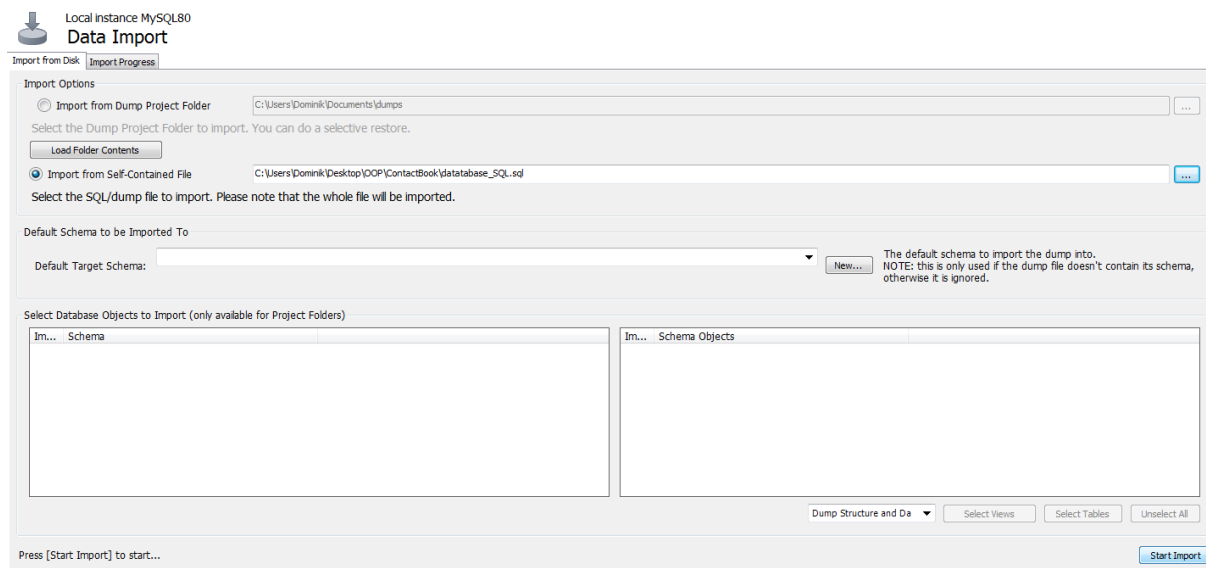 Local instance MySQL80
Data Import
Import from Disk
Import Progress
Import Options
Import from Dump Project Folder
C:\Users\Dominik\Documents\dumps
...
Select the Dump Project Folder to import. You can do a selective restore.
Load Folder Contents
Import from Self-Contained File
C:\Users\Dominik\Desktop\OOP\ContactBook\datatabase_SQL.sql
...
Select the SQL/dump file to import. Please note that the whole file will be imported.
Default Schema to be Imported To
Default Target Schema:
New...
The default schema to import the dump into.
NOTE: this is only used if the dump file doesn't contain its schema,
otherwise it is ignored.
Select Database Objects to Import (only available for Project Folders)
Im... Schema
Im... Schema Objects
Dump Structure and Da
Select Views
Select Tables
Unselect All
Press [Start Import] to start...
Start Import